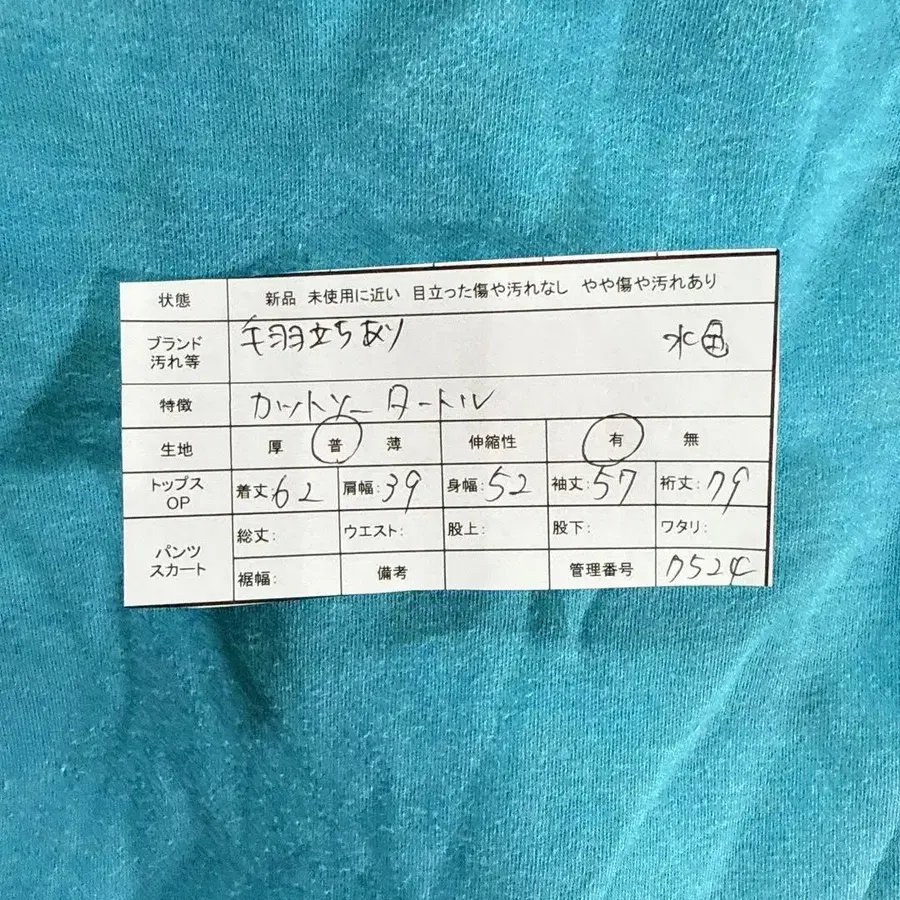 状態 新品 未使用に近い 目立った傷や汚れなし やや傷や汚れあり
ブランド 毛羽立ちあり
汚れ等
特徴 カットソー タートル
生地 厚 普 薄 伸縮性 有 無
トップス 着丈:62 肩幅:39 身幅:52 袖丈:57 裄丈:79
OP
パンツ 総丈: ウエスト: 股上: 股下: ワタリ:
スカート 裾幅: 備考 管理番号 7524